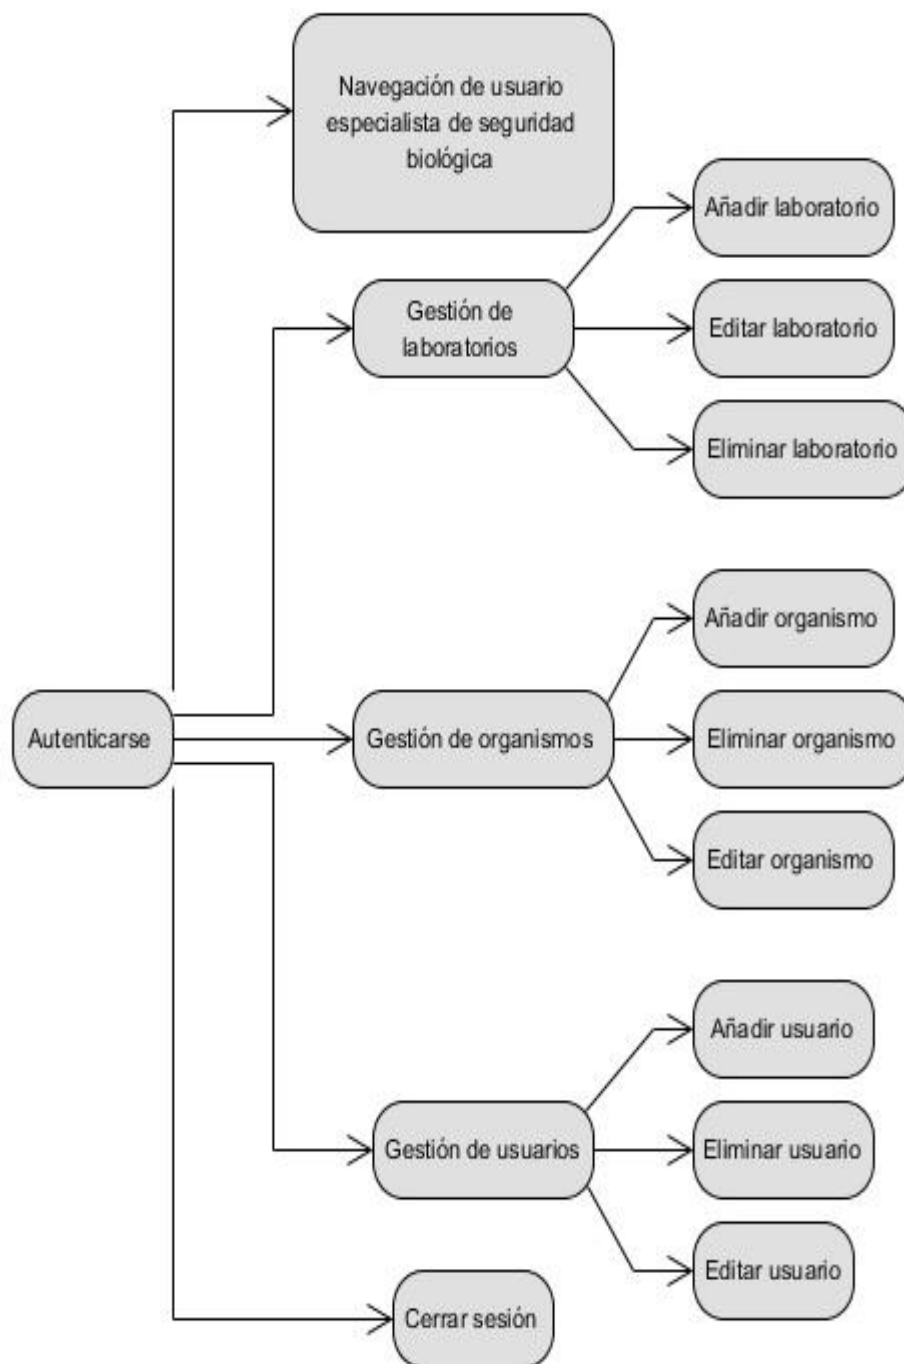 Navegación de usuario
especialista de seguridad
biológica
Añadir laboratorio
Gestión de
laboratorios
Editar laboratorio
Eliminar laboratorio
Añadir organismo
Autenticarse
Gestión de organismos
Eliminar organismo
Editar organismo
Añadir usuario
Gestión de usuarios
Eliminar usuario
Editar usuario
Cerrar sesión